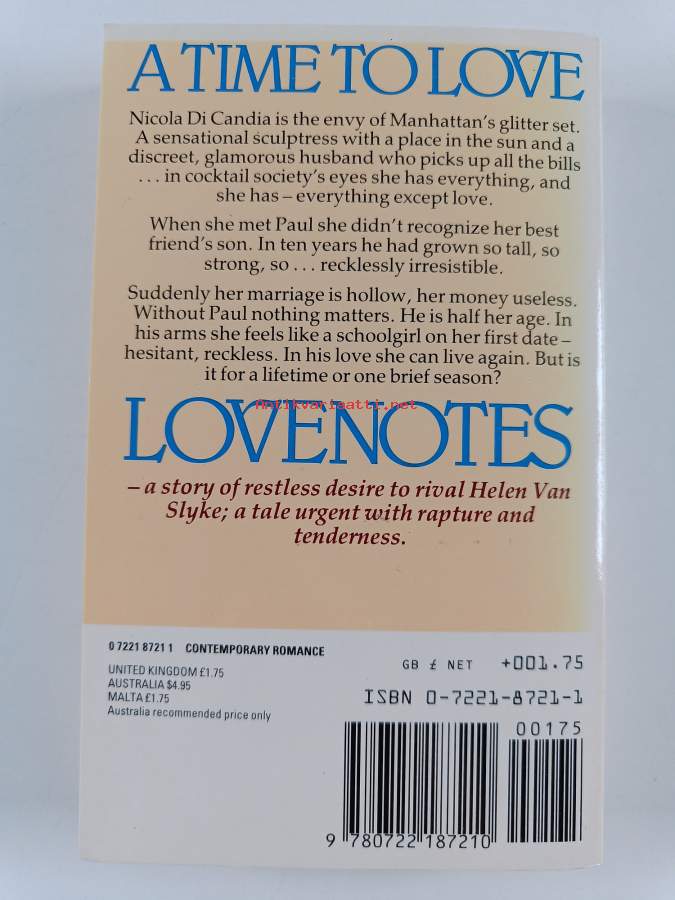 A TIME TO LOVE
Nicola Di Candia is the envy of Manhattan's glitter set.
A sensational sculptress with a place in the sun and a
discreet, glamorous husband who picks up all the bills
... in cocktail society's eyes she has everything, and
she has – everything except love.
When she met Paul she didn't recognize her best
friend's son. In ten years he had grown so tall, so
strong, so ... recklessly irresistible.
Suddenly her marriage is hollow, her money useless.
Without Paul nothing matters. He is half her age. In
his arms she feels like a schoolgirl on her first date –
hesitant, reckless. In his love she can live again. But is
it for a lifetime or one brief season?
Antikvariaatti.net
LOVENOTES
– a story of restless desire to rival Helen Van
Slyke; a tale urgent with rapture and
tenderness.
0 7221 8721 1 CONTEMPORARY ROMANCE
UNITED KINGDOM £1.75
AUSTRALIA $4.95
MALTA £1.75
Australia recommended price only
GB £ NET +001.75
ISBN 0-7221-8721-1
00175
9 780722 187210